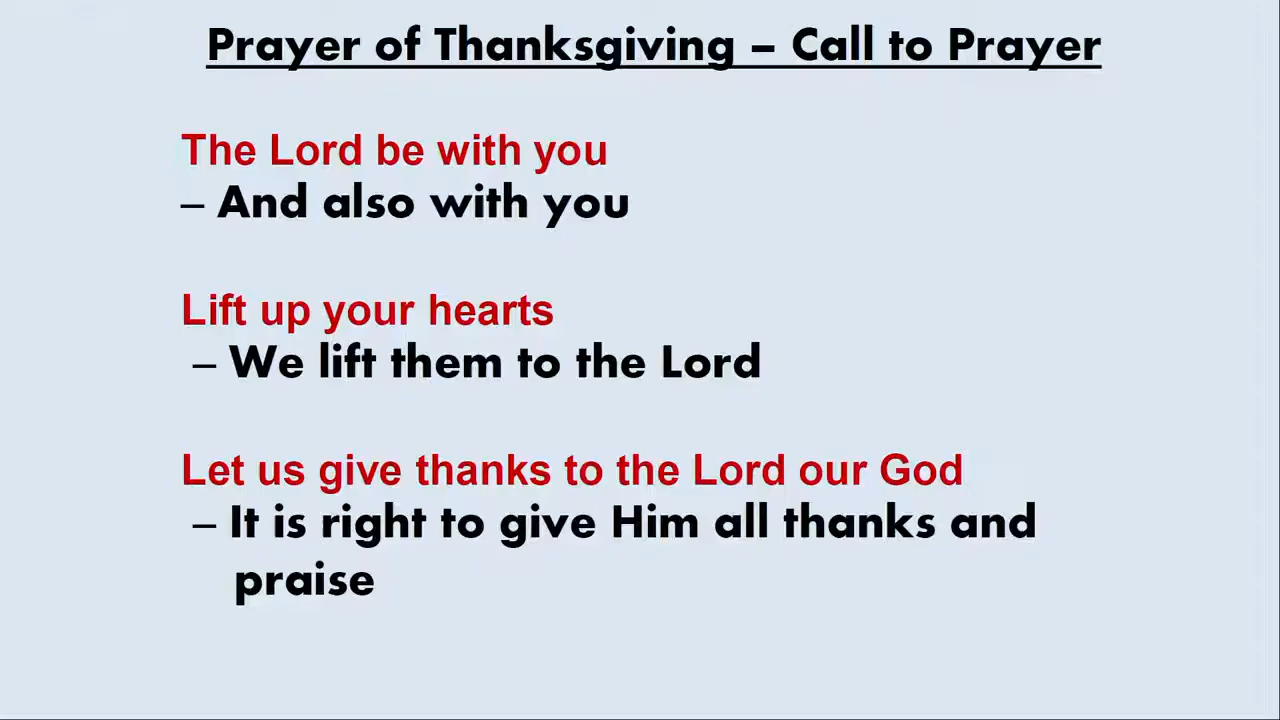 Prayer of Thanksgiving – Call to Prayer
The Lord be with you
– And also with you
Lift up your hearts
– We lift them to the Lord
Let us give thanks to the Lord our God
– It is right to give Him all thanks and
praise